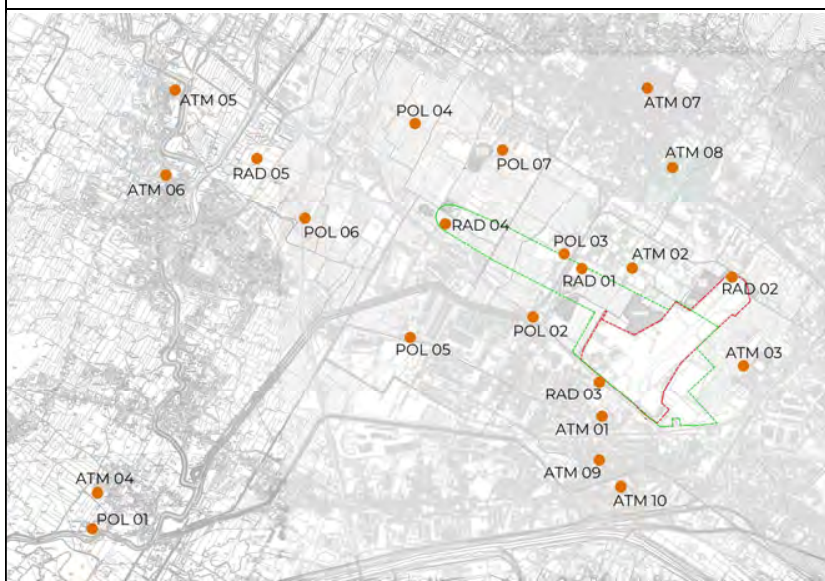 ATM 05
ATM 07
POL 04
POL 07
ATM 08
RAD 05
ATM 06
POL 06
RAD 04
POL 03
ATM 02
RAD 01
RAD 02
POL 02
POL 05
ATM 03
RAD 03
ATM 01
ATM 09
ATM 04
ATM 10
POL 01